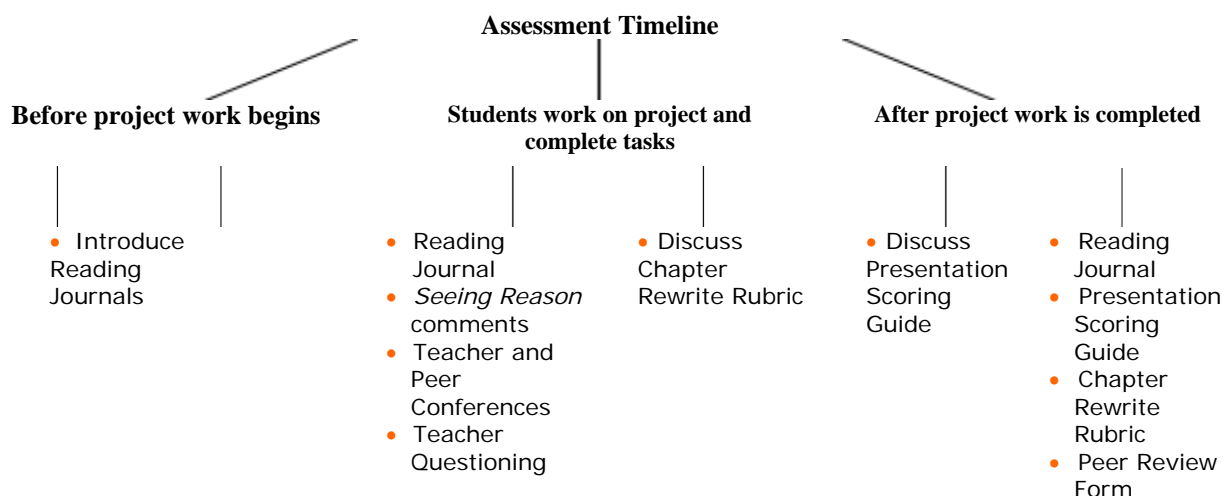 Assessment Timeline
Before project work begins
Students work on project and
complete tasks
After project work is completed
• Introduce
Reading
Journals
• Reading
Journal
• Seeing Reason
comments
• Teacher and
Peer
Conferences
• Teacher
Questioning
• Discuss
Chapter
Rewrite Rubric
• Discuss
Presentation
Scoring
Guide
• Reading
Journal
• Presentation
Scoring
Guide
• Chapter
Rewrite
Rubric
• Peer Review
Form